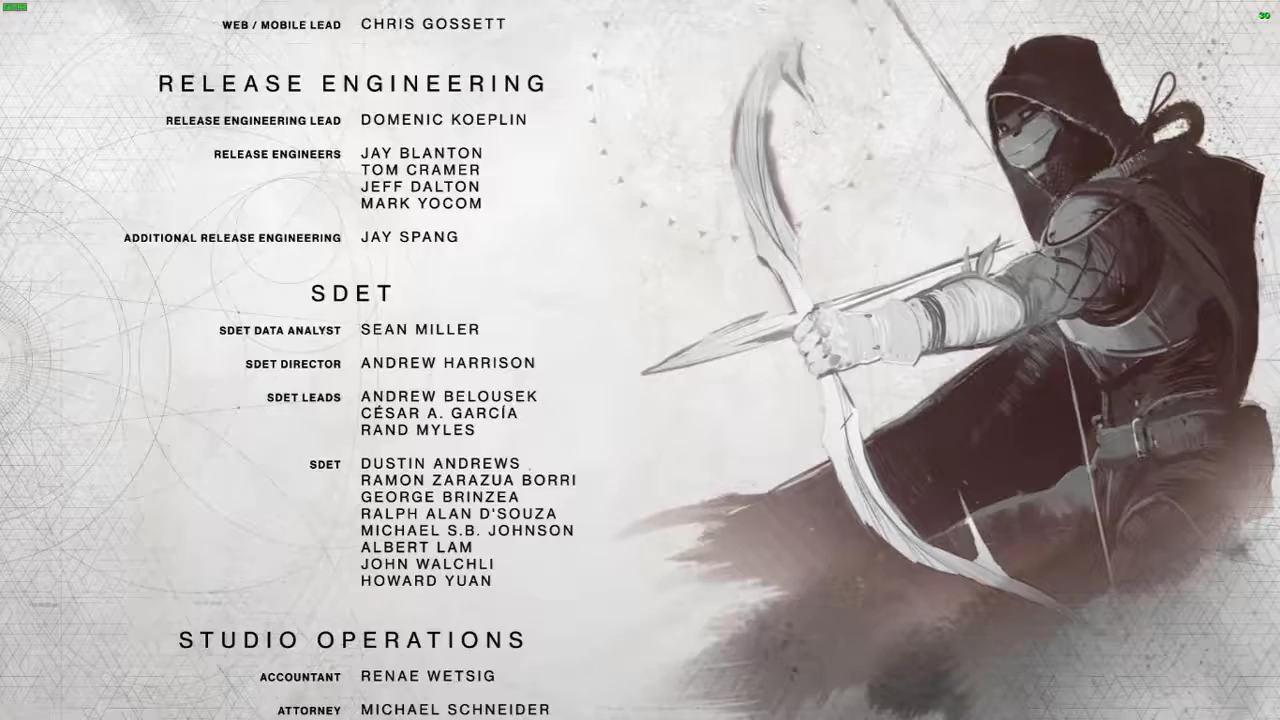 WEB / MOBILE LEAD CHRIS GOSSETT
RELEASE ENGINEERING
RELEASE ENGINEERING LEAD DOMENIC KOEPLIN
RELEASE ENGINEERS JAY BLANTON
TOM CRAMER
JEFF DALTON
MARK YOCOM
ADDITIONAL RELEASE ENGINEERING JAY SPANG
SDET
SDET DATA ANALYST SEAN MILLER
SDET DIRECTOR ANDREW HARRISON
SDET LEADS ANDREW BELOUSEK
CÉSAR A. GARCÍA
RAND MYLES
SDET DUSTIN ANDREWS
RAMON ZARAZUA BORRI
GEORGE BRINZEA
RALPH ALAN D'SOUZA
MICHAEL S.B. JOHNSON
ALBERT LAM
JOHN WALCHLI
HOWARD YUAN
STUDIO OPERATIONS
ACCOUNTANT RENAE WETSIG
ATTORNEY MICHAEL SCHNEIDER
30